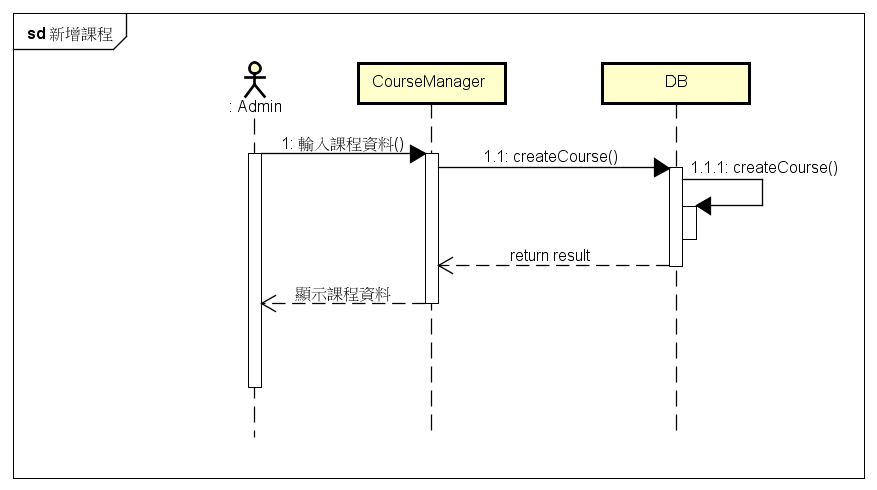 sd 新增課程
: Admin
CourseManager
DB
1: 輸入課程資料()
1.1: createCourse()
1.1.1: createCourse()
return result
顯示課程資料